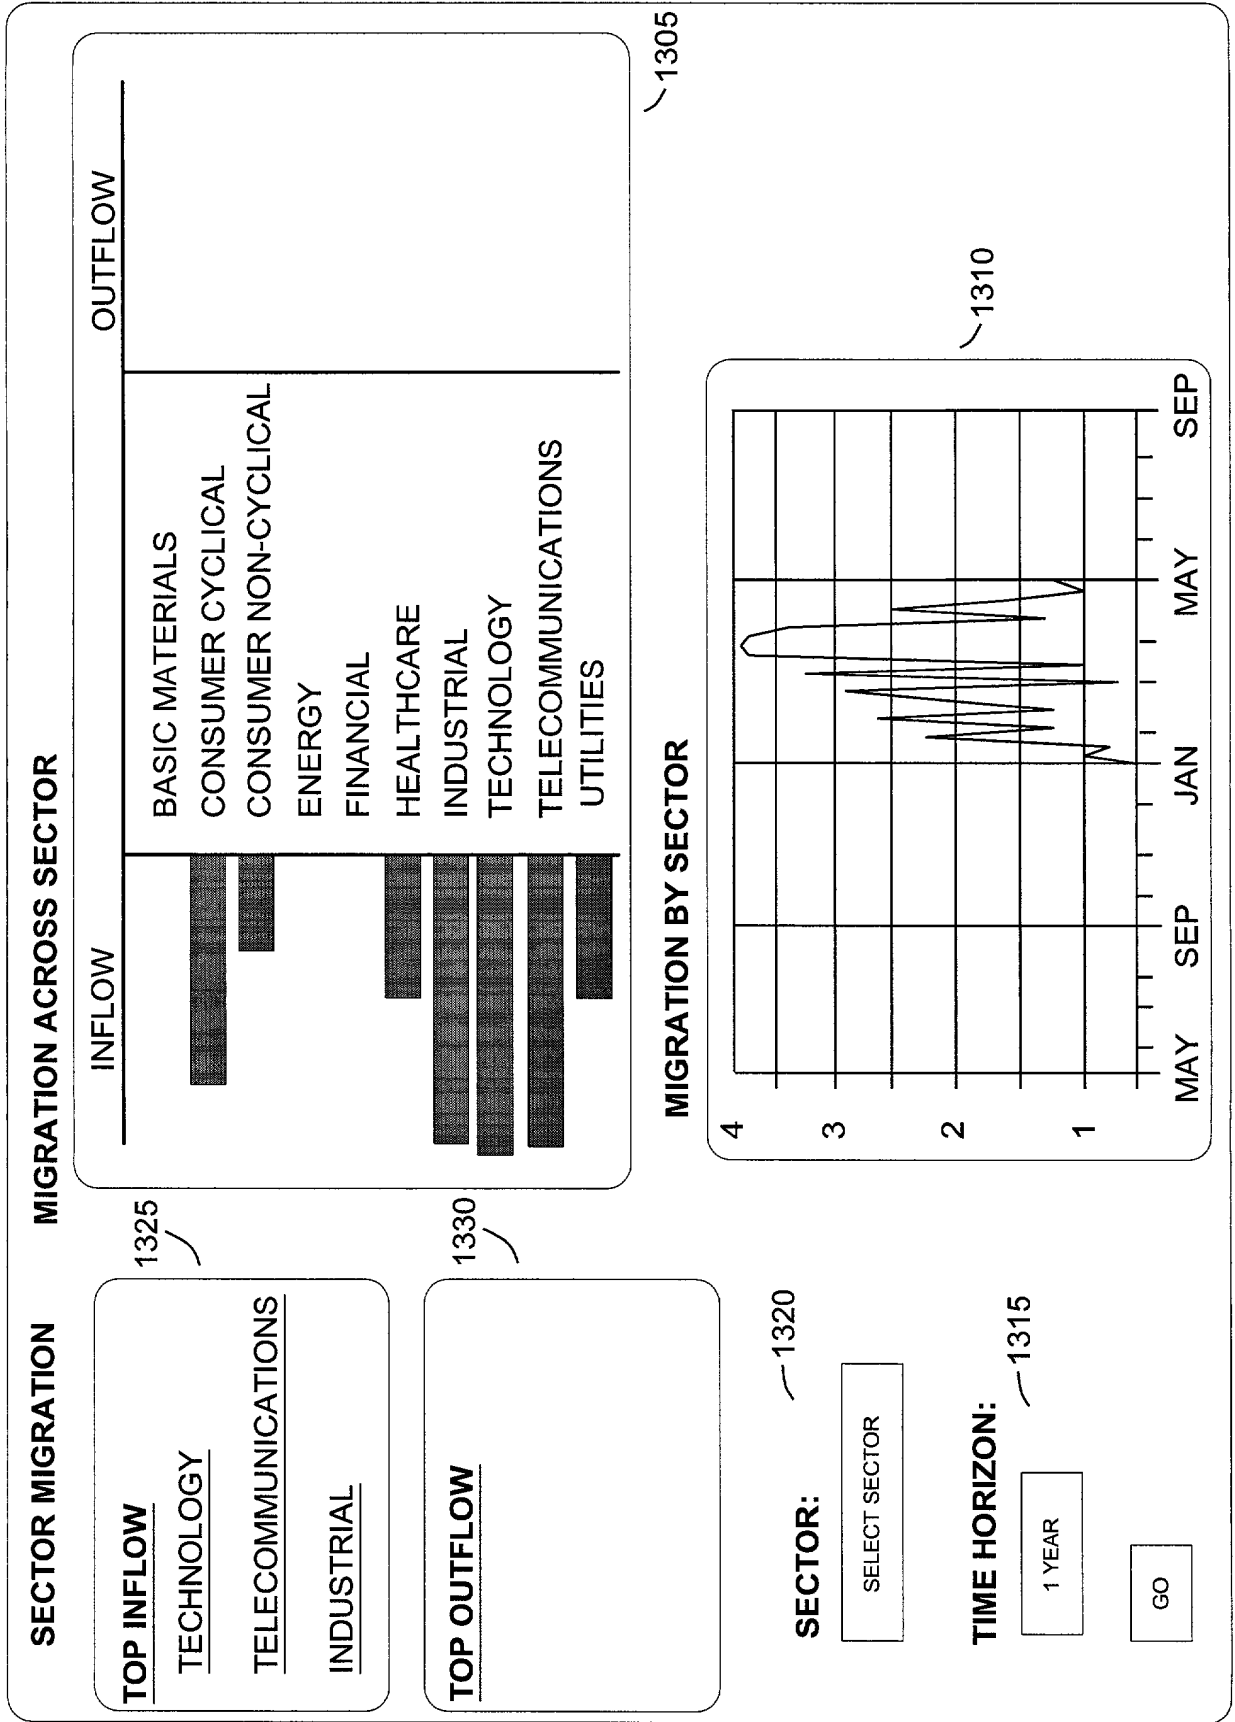 SECTOR MIGRATION
MIGRATION ACROSS SECTOR
TOP INFLOW
TECHNOLOGY
TELECOMMUNICATIONS
INDUSTRIAL
1325
TOP OUTFLOW
1330
SECTOR:
SELECT SECTOR
1320
TIME HORIZON:
1 YEAR
1315
GO
INFLOW
OUTFLOW
BASIC MATERIALS
CONSUMER CYCLICAL
CONSUMER NON-CYCLICAL
ENERGY
FINANCIAL
HEALTHCARE
INDUSTRIAL
TECHNOLOGY
TELECOMMUNICATIONS
UTILITIES
1305
MIGRATION BY SECTOR
1310
4
3
2
1
MAY SEP JAN MAY SEP